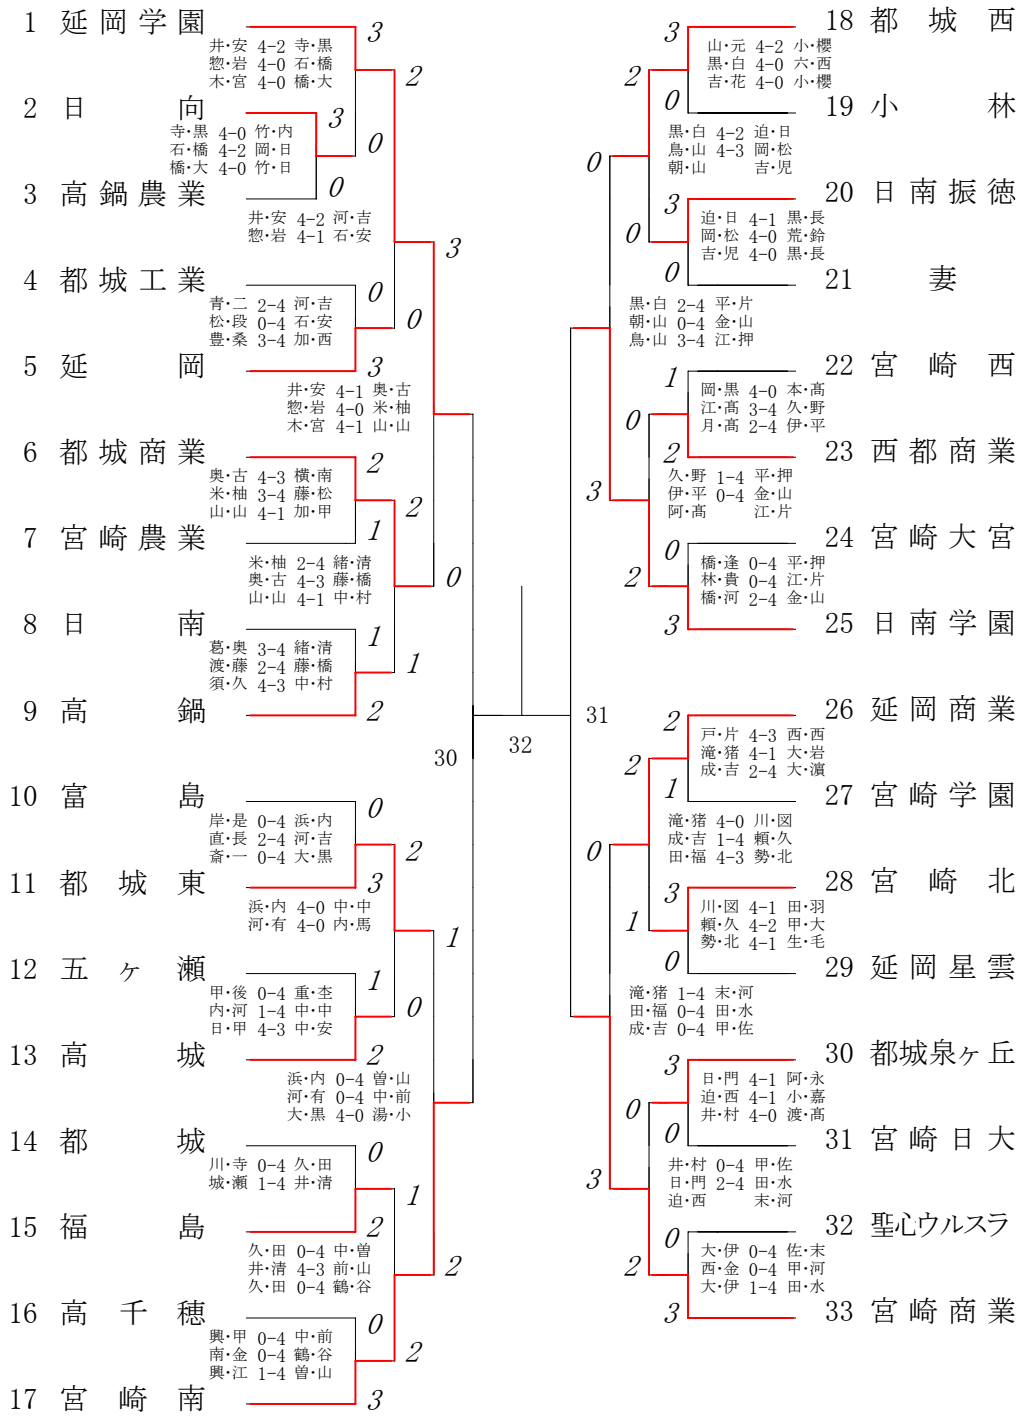 1 延岡学園
3
井・安 4-2 寺・黒
惣・岩 4-0 石・橋
木・宮 4-0 橋・大
2
2 日向
3
寺・黒 4-0 竹・内
石・橋 4-2 岡・日
橋・大 4-0 竹・日
0
0
3 高鍋農業
井・安 4-2 河・吉
惣・岩 4-1 石・安
3
4 都城工業
0
青・二 2-4 河・吉
松・段 0-4 石・安
豊・桑 3-4 加・西
0
5 延岡
3
井・安 4-1 奥・古
惣・岩 4-0 米・柚
木・宮 4-1 山・山
6 都城商業
2
奥・古 4-3 横・南
米・柚 3-4 藤・松
山・山 4-1 加・甲
2
7 宮崎農業
1
米・柚 2-4 緒・清
奥・古 4-3 藤・橋
山・山 4-1 中・村
0
8 日南
1
葛・奥 3-4 緒・清
渡・藤 2-4 藤・橋
須・久 4-3 中・村
1
9 高鍋
2
30
32
31
10 富島
0
岸・是 0-4 浜・内
直・長 2-4 河・吉
斎・一 0-4 大・黒
2
11 都城東
3
浜・内 4-0 中・中
河・有 4-0 内・馬
1
12 五ヶ瀬
1
甲・後 0-4 重・杢
内・河 1-4 中・中
日・甲 4-3 中・安
0
13 高城
2
浜・内 0-4 曽・山
河・有 0-4 中・前
大・黒 4-0 湯・小
14 都城
0
川・寺 0-4 久・田
城・瀬 1-4 井・清
1
15 福島
2
久・田 0-4 中・曽
井・清 4-3 前・山
久・田 0-4 鶴・谷
2
16 高千穂
0
興・甲 0-4 中・前
南・金 0-4 鶴・谷
興・江 1-4 曽・山
2
17 宮崎南
3
18 都城西
3
山・元 4-2 小・櫻
黒・白 4-0 六・西
吉・花 4-0 小・櫻
2
0
19 小林
黒・白 4-2 迫・日
鳥・山 4-3 岡・松
朝・山 吉・児
0
20 日南振徳
3
迫・日 4-1 黒・長
岡・松 4-0 荒・鈴
吉・児 4-0 黒・長
0
0
21 妻
黒・白 2-4 平・片
朝・山 0-4 金・山
鳥・山 3-4 江・押
22 宮崎西
1
岡・黒 4-0 本・髙
江・髙 3-4 久・野
月・髙 2-4 伊・平
0
2
23 西都商業
久・野 1-4 平・押
伊・平 0-4 金・山
阿・髙 江・片
3
24 宮崎大宮
0
橋・逢 0-4 平・押
林・貴 0-4 江・片
橋・河 2-4 金・山
2
3
25 日南学園
26 延岡商業
2
戸・片 4-3 西・西
滝・猪 4-1 大・岩
成・吉 2-4 大・濵
2
1
27 宮崎学園
滝・猪 4-0 川・図
成・吉 1-4 頼・久
田・福 4-3 勢・北
0
28 宮崎北
3
川・図 4-1 田・羽
頼・久 4-2 甲・大
勢・北 4-1 生・毛
1
0
29 延岡星雲
滝・猪 1-4 末・河
田・福 0-4 田・水
成・吉 0-4 甲・佐
30 都城泉ヶ丘
3
日・門 4-1 阿・永
迫・西 4-1 小・嘉
井・村 4-0 渡・髙
0
0
31 宮崎日大
井・村 0-4 甲・佐
日・門 2-4 田・水
迫・西 末・河
3
32 聖心ウルスラ
0
大・伊 0-4 佐・末
西・金 0-4 甲・河
大・伊 1-4 田・水
2
3
33 宮崎商業